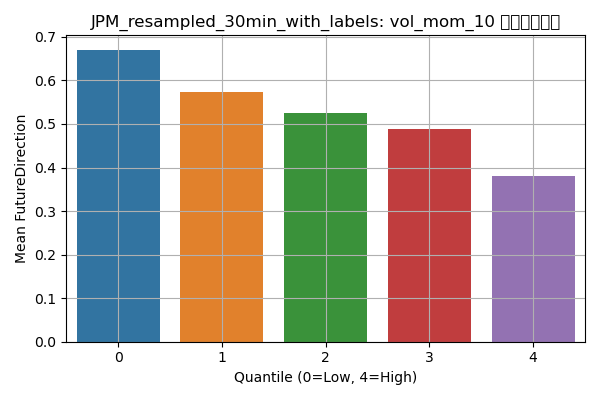 JPM_resampled_30min_with_labels: vol_mom_10
0.7
0.6
0.5
0.4
0.3
0.2
0.1
0.0
Mean FutureDirection
0 1 2 3 4
Quantile (0=Low, 4=High)